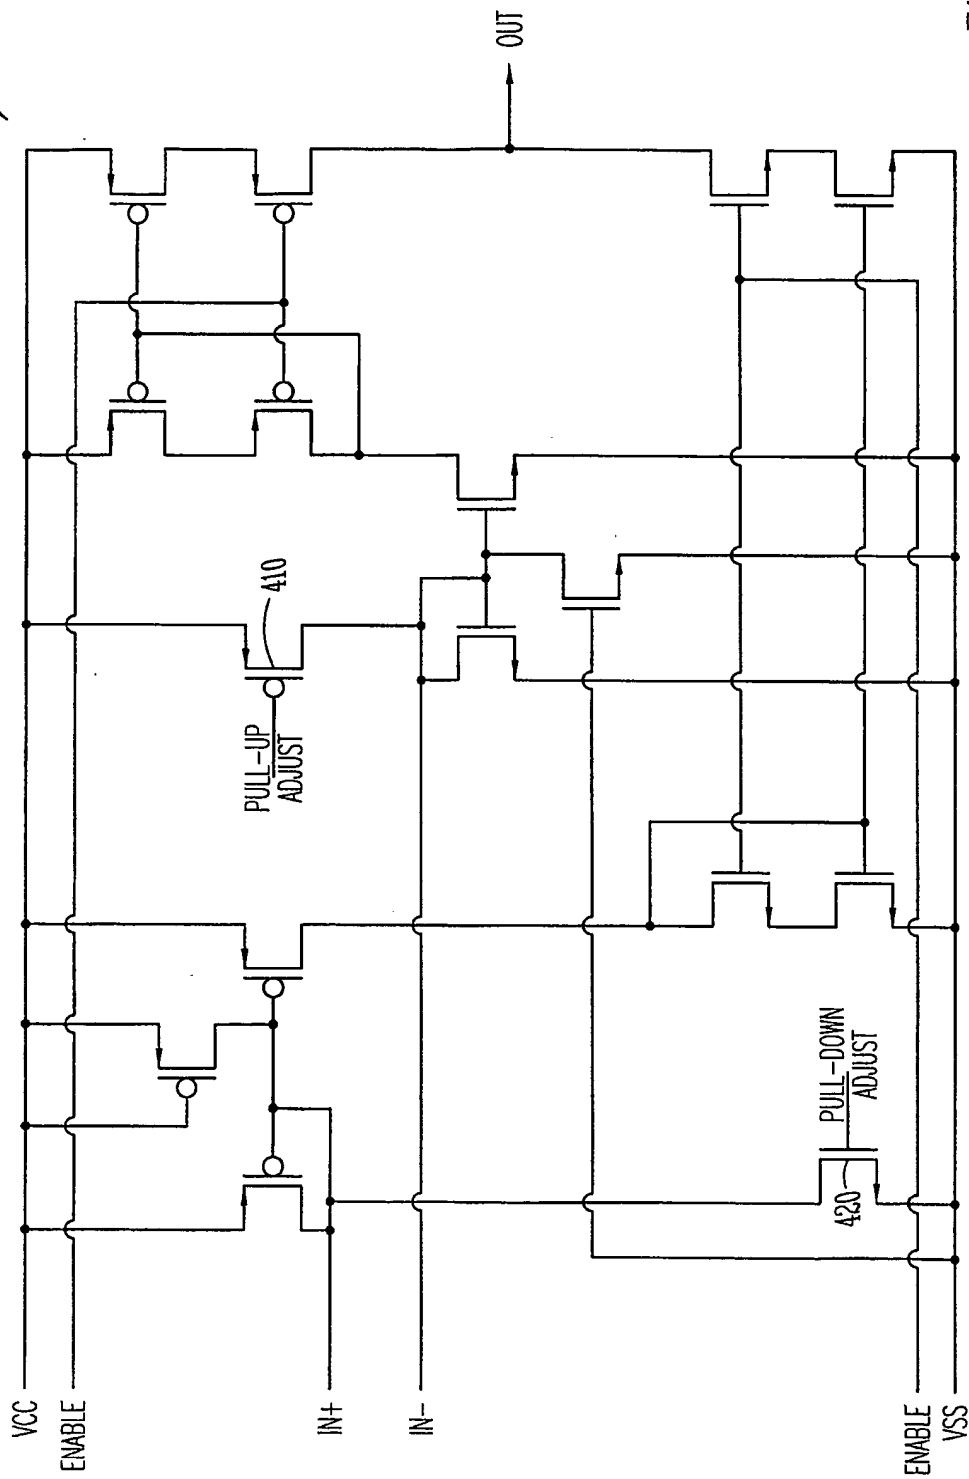 VCC
ENABLE
IN+
IN-
ENABLE
VSS
PULL-UP
ADJUST
410
PULL-DOWN
ADJUST
420
OUT